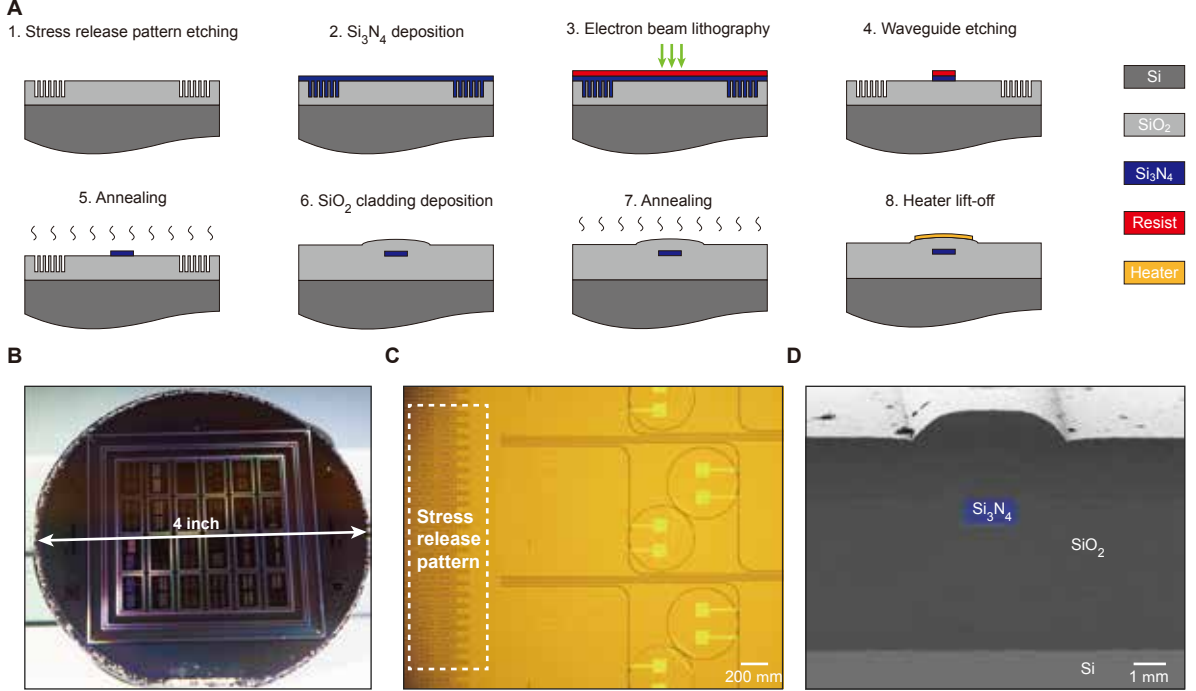 A
1. Stress release pattern etching
2. Si₃N₄ deposition
3. Electron beam lithography
4. Waveguide etching
Si
SiO₂
Si₃N₄
Resist
Heater
5. Annealing
6. SiO₂ cladding deposition
7. Annealing
8. Heater lift-off
B
C
D
4 inch
Stress
release
pattern
200 mm
Si₃N₄
SiO₂
Si
1 mm